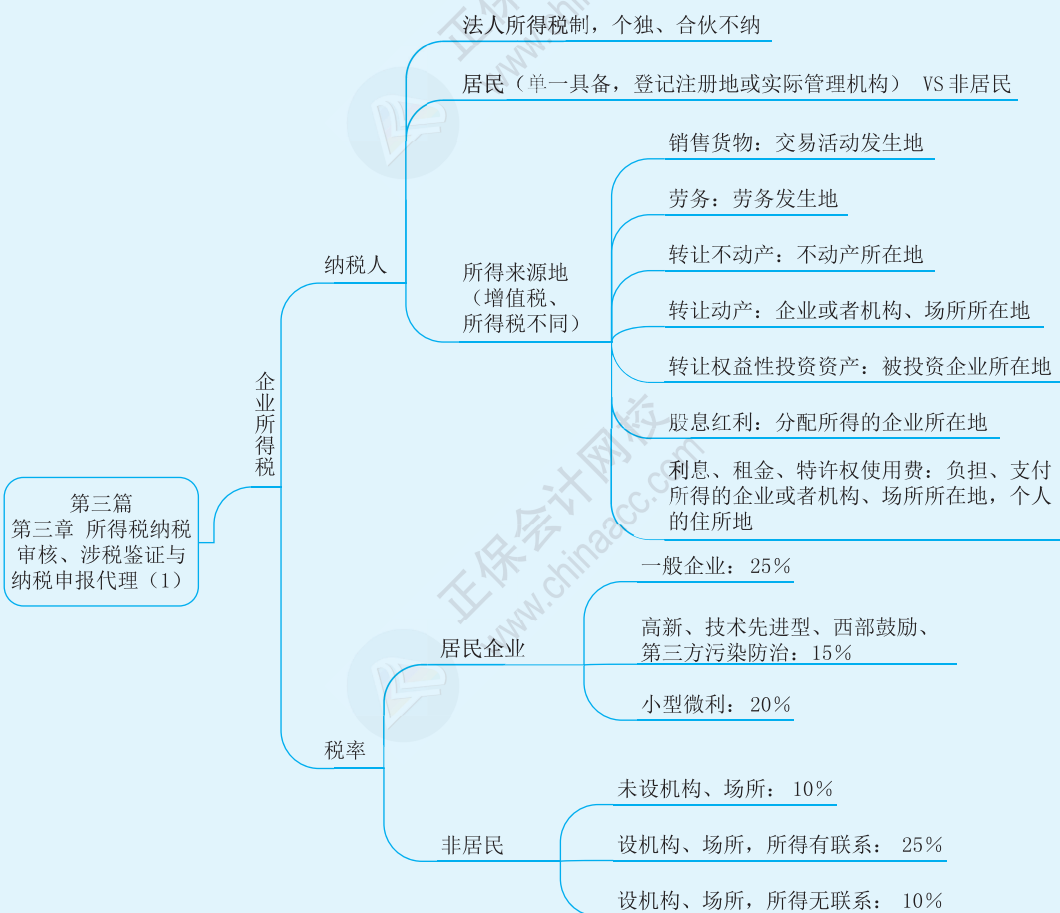 第三篇
第三章 所得税纳税
审核、涉税鉴证与
纳税申报代理（1）
企业所得税
纳税人
法人所得税制，个独、合伙不纳
居民（单一具备，登记注册地或实际管理机构） VS 非居民
所得来源地
（增值税、
所得税不同）
销售货物：交易活动发生地
劳务：劳务发生地
转让不动产：不动产所在地
转让动产：企业或者机构、场所所在地
转让权益性投资资产：被投资企业所在地
股息红利：分配所得的企业所在地
利息、租金、特许权使用费：负担、支付
所得的企业或者机构、场所所在地，个人
的住所地
税率
居民企业
一般企业：25%
高新、技术先进型、西部鼓励、
第三方污染防治：15%
小型微利：20%
非居民
未设机构、场所：10%
设机构、场所，所得有联系：25%
设机构、场所，所得无联系：10%
正保会计网校
www.chinaacc.com